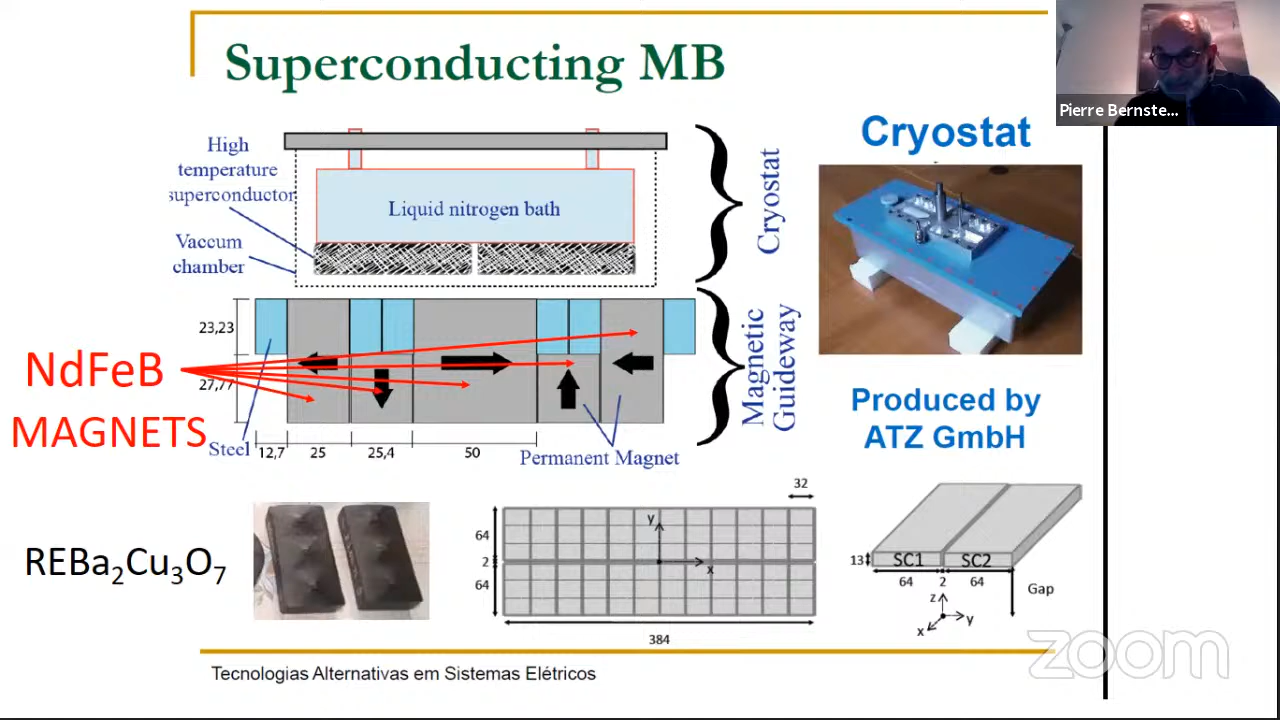 Superconducting MB
Pierre Bernste...
High
temperature
superconductor
Vaccum
chamber
Liquid nitrogen bath
Cryostat
Cryostat
23,23
27,77
Magnetic
Guideway
NdFeB
MAGNETS
Steel
12,7
25
25,4
50
Permanent Magnet
Produced by
ATZ GmbH
REBa₂Cu₃O₇
32
64
2
64
y
x
384
13
SC1
SC2
64
2
64
Gap
z
y
x
zoom
Tecnologias Alternativas em Sistemas Elétricos